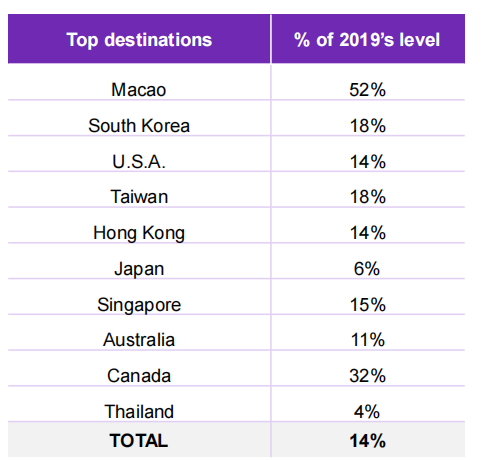 Top destinations % of 2019's level
Macao 52%
South Korea 18%
U.S.A. 14%
Taiwan 18%
Hong Kong 14%
Japan 6%
Singapore 15%
Australia 11%
Canada 32%
Thailand 4%
TOTAL 14%